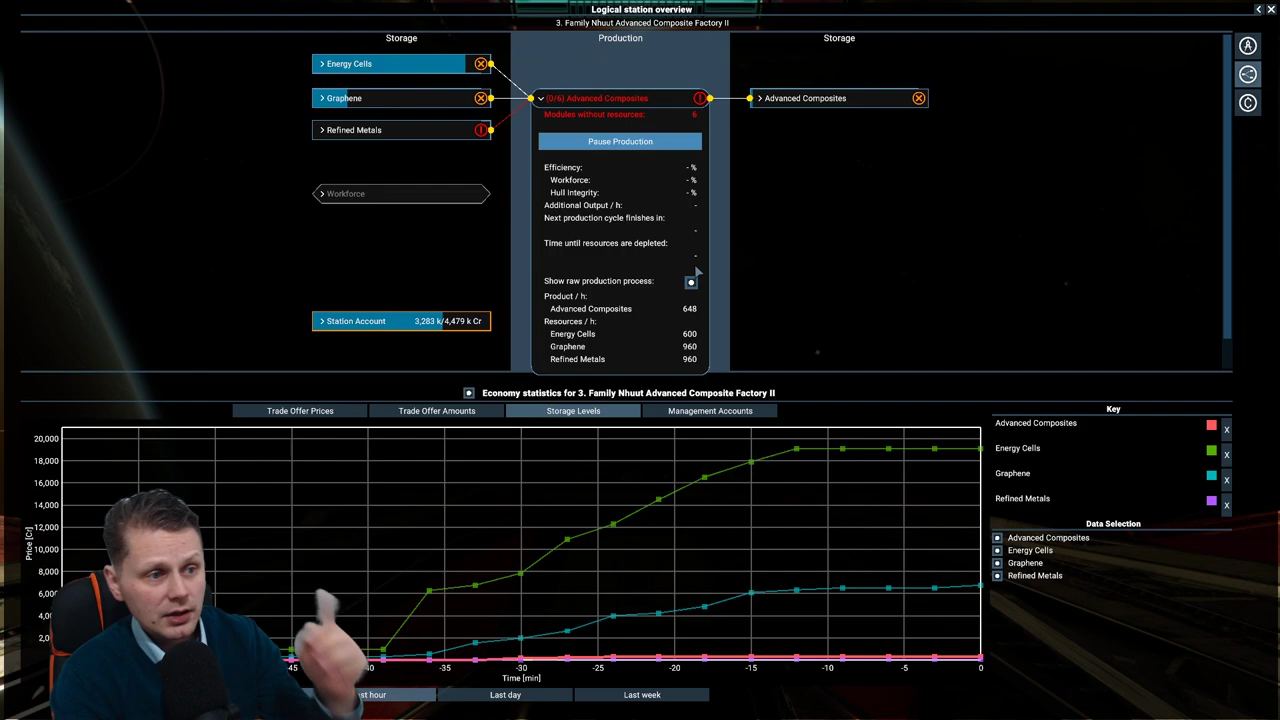 Logical station overview
3. Family Nhuut Advanced Composite Factory II
Storage
Production
Storage
Energy Cells
Graphene
Refined Metals
Workforce
Station Account 3,283 k/4,479 k Cr
(0/6) Advanced Composites
Modules without resources: 6
Pause Production
Efficiency: - %
Workforce: - %
Hull Integrity: - %
Additional Output / h: -
Next production cycle finishes in:
-
Time until resources are depleted:
-
Show raw production process:
Product / h:
Advanced Composites 648
Resources / h:
Energy Cells 600
Graphene 960
Refined Metals 960
Advanced Composites
Economy statistics for 3. Family Nhuut Advanced Composite Factory II
Trade Offer Prices
Trade Offer Amounts
Storage Levels
Management Accounts
20,000
18,000
16,000
14,000
12,000
10,000
8,000
6,000
Price [Cr]
-45
-35
-30
-25
-20
-15
-10
-5
0
Time [min]
hour
Last day
Last week
Key
Advanced Composites X
Energy Cells X
Graphene X
Refined Metals X
Data Selection
Advanced Composites
Energy Cells
Graphene
Refined Metals